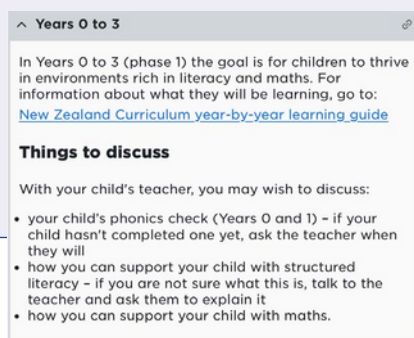 Years 0 to 3
In Years 0 to 3 (phase 1) the goal is for children to thrive
in environments rich in literacy and maths. For
information about what they will be learning, go to:
New Zealand Curriculum year-by-year learning guide
Things to discuss
With your child's teacher, you may wish to discuss:
• your child's phonics check (Years 0 and 1) – if your
child hasn't completed one yet, ask the teacher when
they will
• how you can support your child with structured
literacy – if you are not sure what this is, talk to the
teacher and ask them to explain it
• how you can support your child with maths.